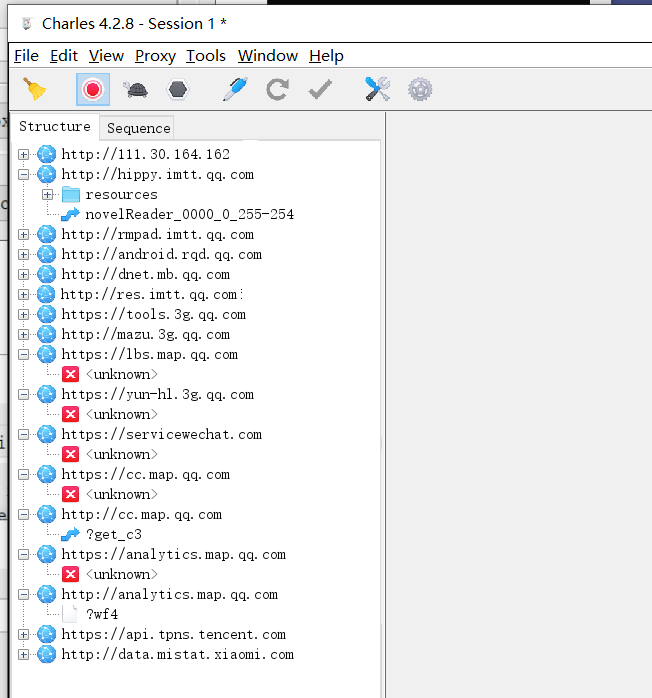 Charles 4.2.8 - Session 1 *
File Edit View Proxy Tools Window Help
Structure Sequence
http://111.30.164.162
http://hippy.imtt.qq.com
resources
novelReader_0000_0_255-254
http://rmpad.imtt.qq.com
http://android.rqd.qq.com
http://dnet.mb.qq.com
http://res.imtt.qq.com:
https://tools.3g.qq.com
http://mazu.3g.qq.com
https://lbs.map.qq.com
<unknown>
https://yun-hl.3g.qq.com
<unknown>
https://servicewechat.com
<unknown>
https://cc.map.qq.com
<unknown>
http://cc.map.qq.com
?get_c3
https://analytics.map.qq.com
<unknown>
http://analytics.map.qq.com
?wf4
https://api.tpns.tencent.com
http://data.mistat.xiaomi.com